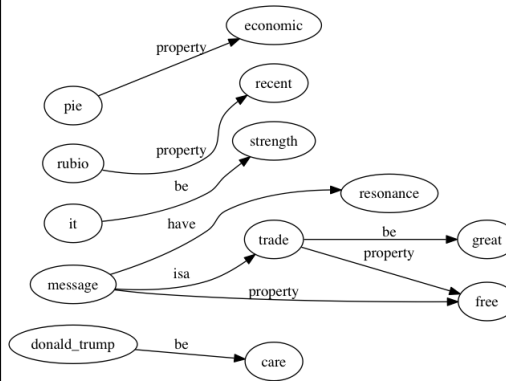 economic
property
pie
recent
property
rubio
strength
be
it
resonance
have
trade
be
great
property
isa
message
property
free
donald_trump
be
care